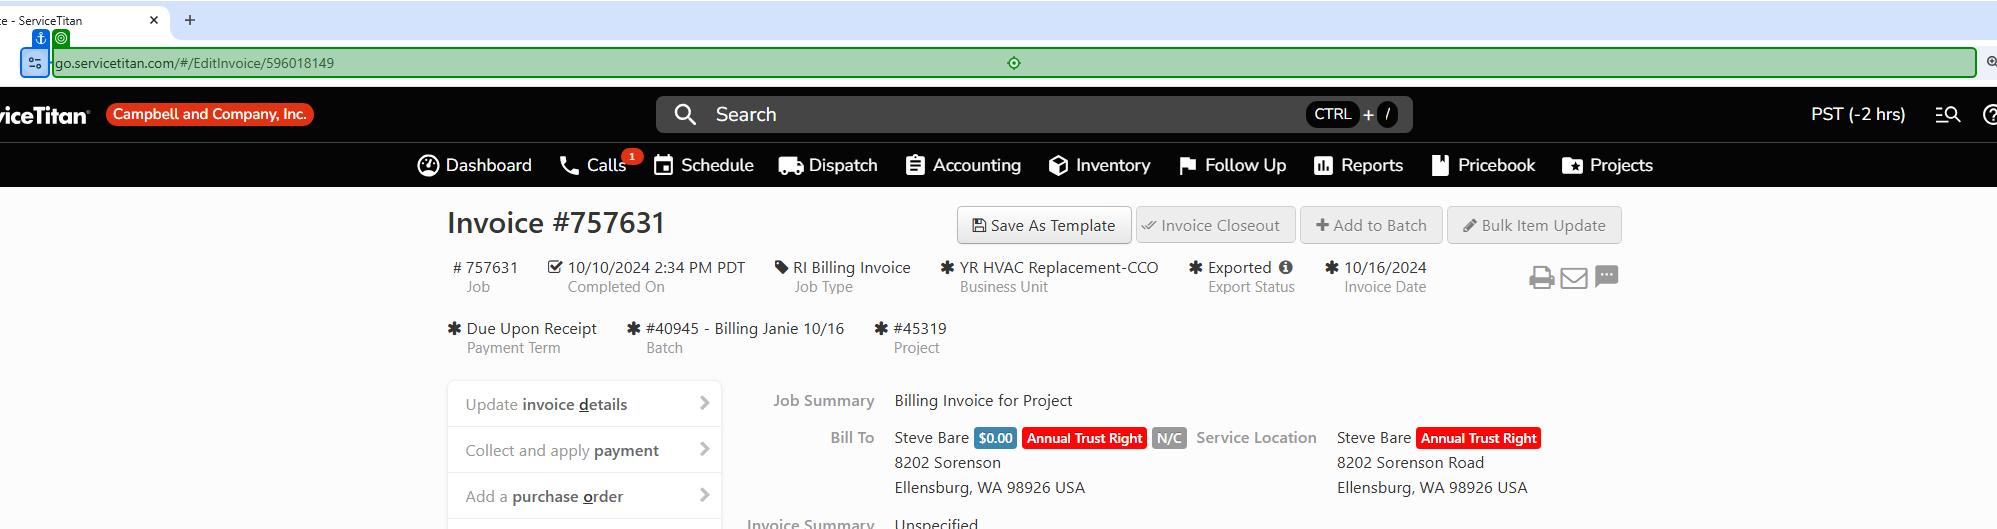 e - ServiceTitan
go.servicetitan.com/#/EditInvoice/596018149
viceTitan Campbell and Company, Inc. Search CTRL + / PST (-2 hrs)
Dashboard Calls 1 Schedule Dispatch Accounting Inventory Follow Up Reports Pricebook Projects
Invoice #757631 Save As Template Invoice Closeout Add to Batch Bulk Item Update
# 757631 10/10/2024 2:34 PM PDT RI Billing Invoice YR HVAC Replacement-CCO Exported 10/16/2024
Job Completed On Job Type Business Unit Export Status Invoice Date
Due Upon Receipt #40945 - Billing Janie 10/16 #45319
Payment Term Batch Project
Update invoice details
Collect and apply payment
Add a purchase order
Job Summary Billing Invoice for Project
Bill To Steve Bare $0.00 Annual Trust Right N/C Service Location Steve Bare Annual Trust Right
8202 Sorenson 8202 Sorenson Road
Ellensburg, WA 98926 USA Ellensburg, WA 98926 USA
Invoice Summary Unspecified